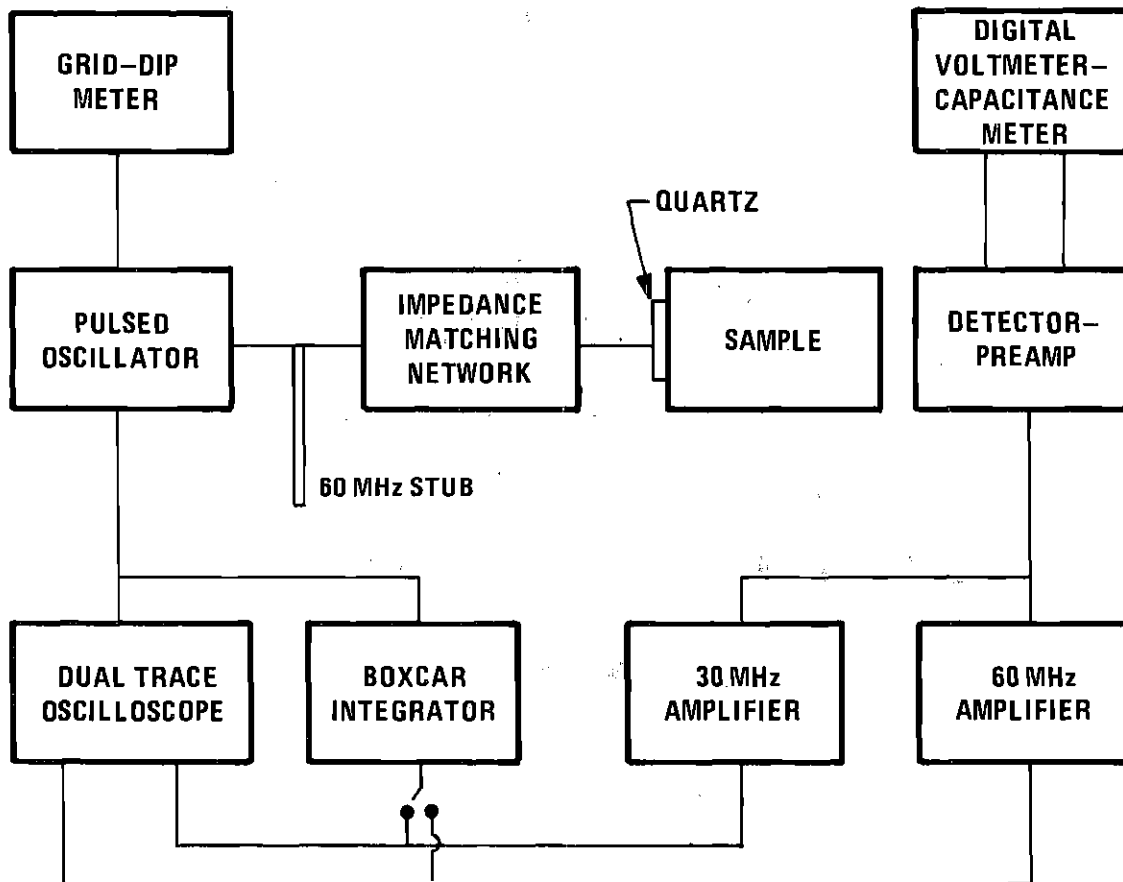 GRID–DIP
METER
DIGITAL
VOLTMETER–
CAPACITANCE
METER
QUARTZ
PULSED
OSCILLATOR
IMPEDANCE
MATCHING
NETWORK
SAMPLE
DETECTOR–
PREAMP
60 MHz STUB
DUAL TRACE
OSCILLOSCOPE
BOXCAR
INTEGRATOR
30 MHz
AMPLIFIER
60 MHz
AMPLIFIER